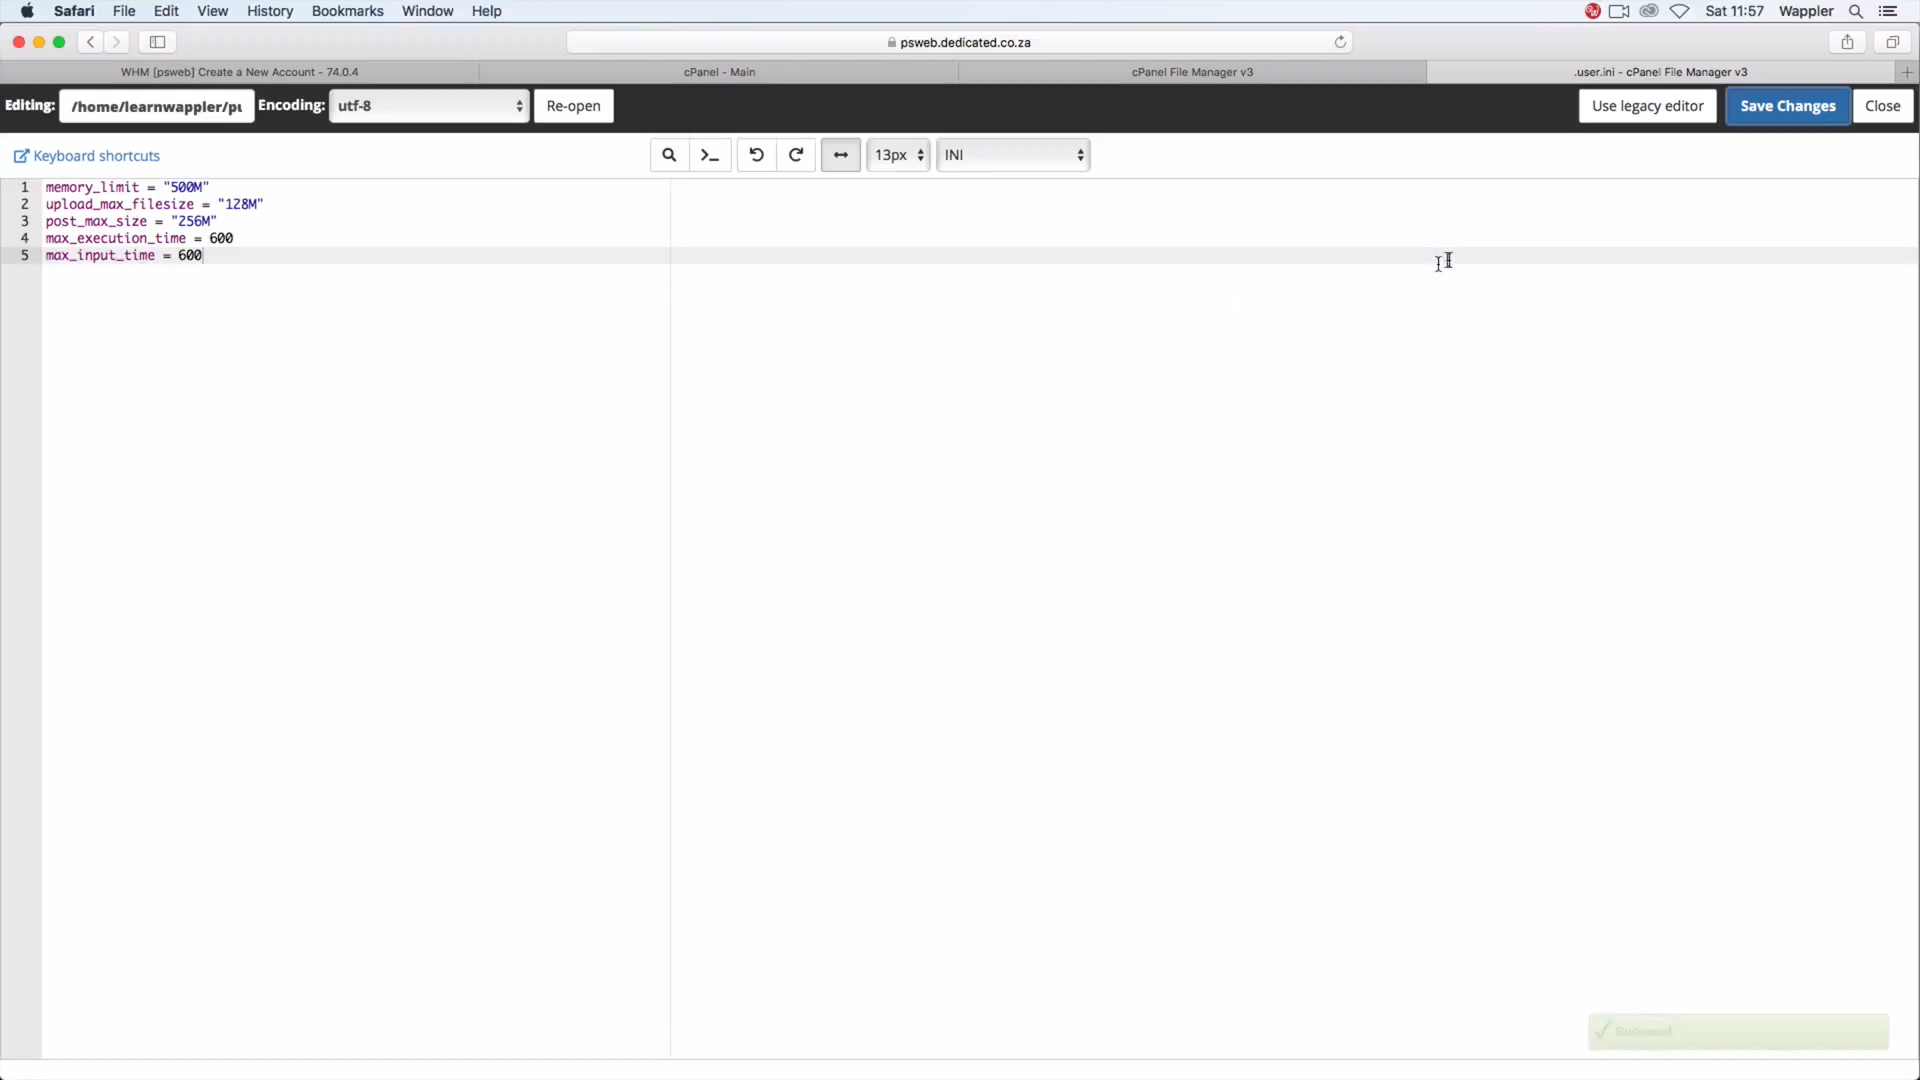 Safari File Edit View History Bookmarks Window Help Sat 11:57 Wappler
psweb.dedicated.co.za
WHM [psweb] Create a New Account - 74.0.4 cPanel - Main cPanel File Manager v3 .user.ini - cPanel File Manager v3
Editing: /home/learnwappler/pu Encoding: utf-8 Re-open Use legacy editor Save Changes Close
Keyboard shortcuts 13px INI
1 memory_limit = "500M"
2 upload_max_filesize = "128M"
3 post_max_size = "256M"
4 max_execution_time = 600
5 max_input_time = 600